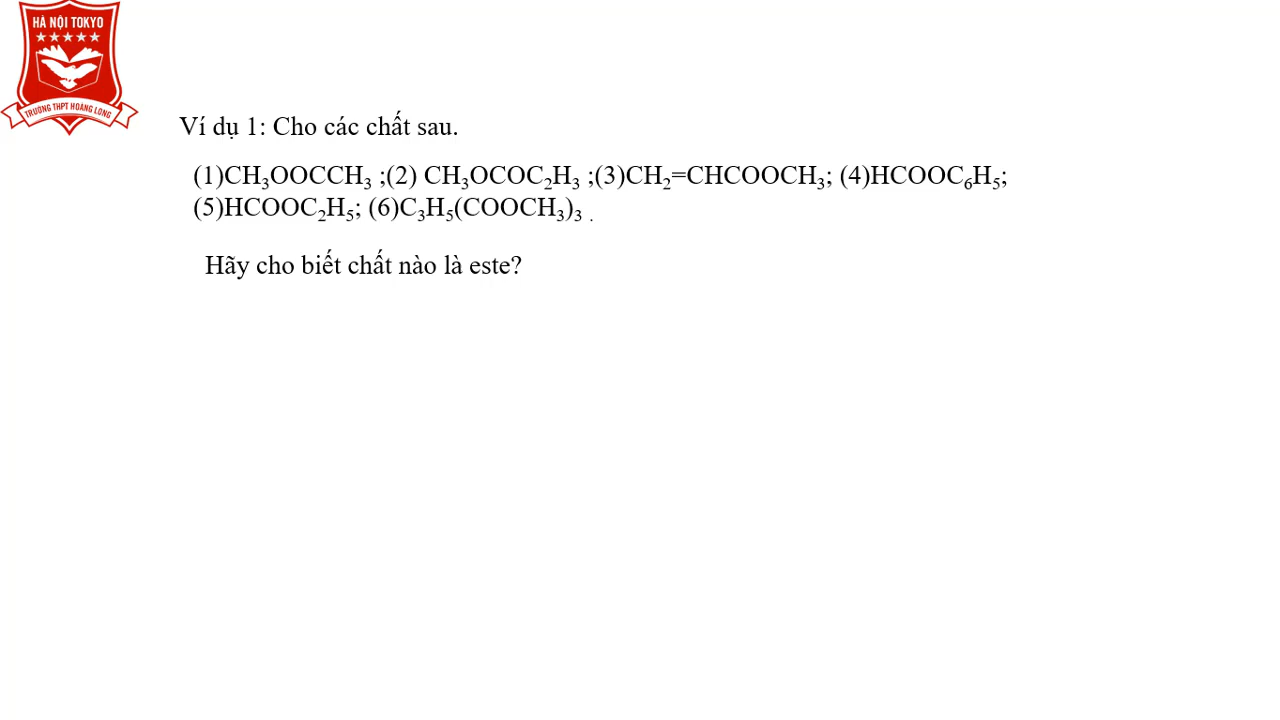 HÀ NỘI TOKYO
TRƯỜNG THPT HOÀNG LONG
Ví dụ 1: Cho các chất sau.
(1)CH₃OOCCH₃ ;(2) CH₃OCOC₂H₃ ;(3)CH₂=CHCOOCH₃; (4)HCOOC₆H₅;
(5)HCOOC₂H₅; (6)C₃H₅(COOCH₃)₃ .
Hãy cho biết chất nào là este?